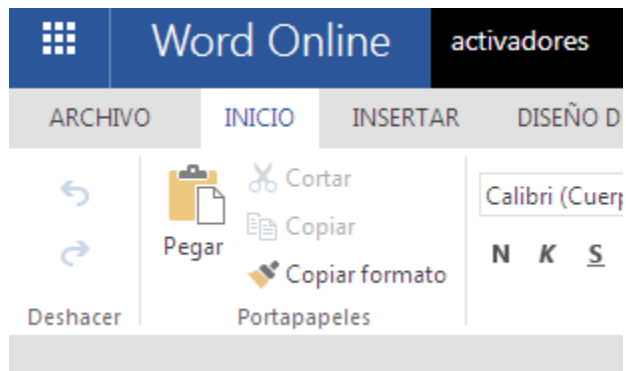 Word Online activadores
ARCHIVO INICIO INSERTAR DISEÑO D
Cortar
Calibri (Cuerp
Copiar
Pegar
N K S
Copiar formato
Deshacer Portapapeles